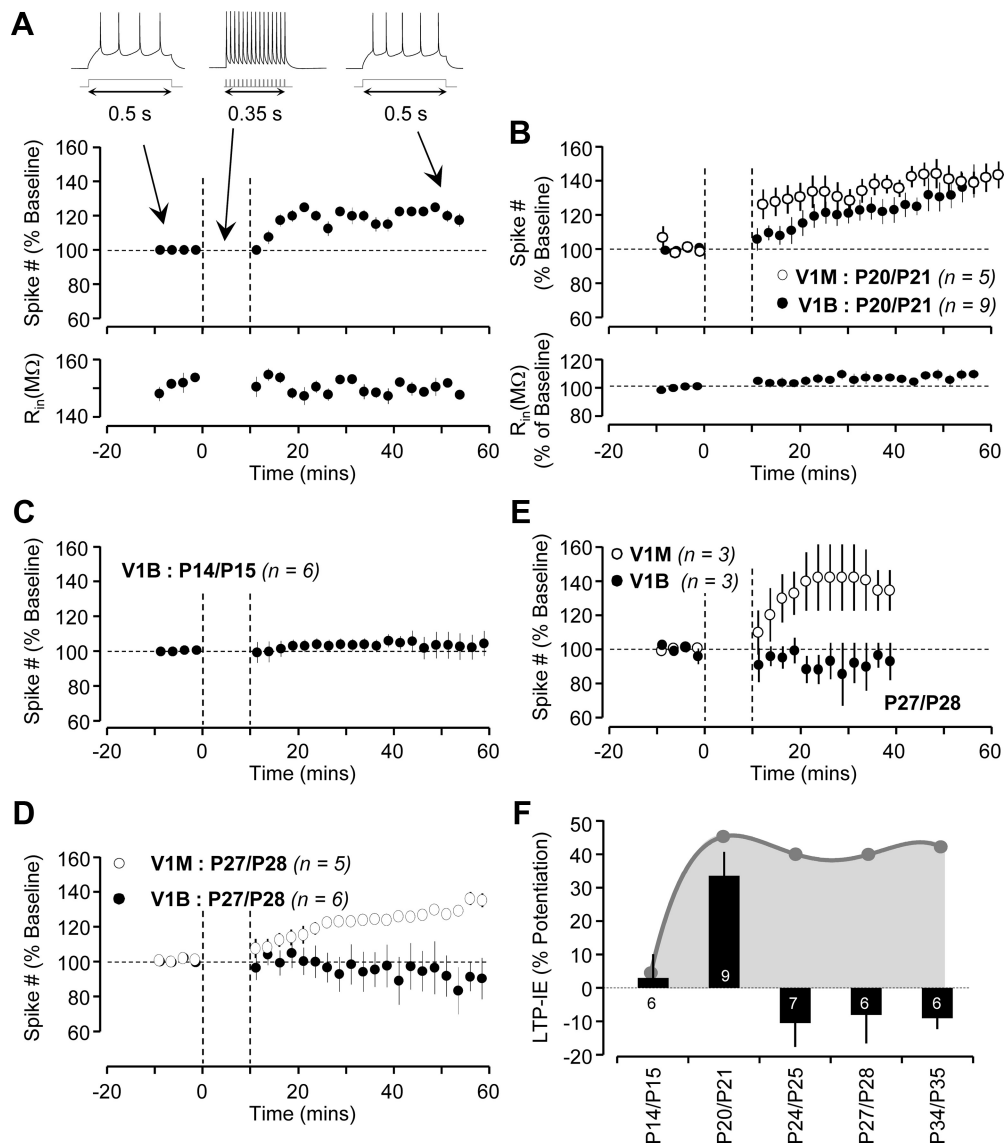 A
0.5 s
0.35 s
0.5 s
Spike # (% Baseline)
160
140
120
100
80
60
Rin(MΩ)
160
140
-20
0
20
40
60
Time (mins)
B
Spike #
(% Baseline)
160
140
120
100
80
60
V1M : P20/P21 (n = 5)
V1B : P20/P21 (n = 9)
Rin(MΩ)
(% of Baseline)
120
100
80
-20
0
20
40
60
Time (mins)
C
Spike # (% Baseline)
160
140
120
100
80
60
V1B : P14/P15 (n = 6)
-20
0
20
40
60
Time (mins)
E
Spike # (% Baseline)
160
140
120
100
80
60
V1M (n = 3)
V1B (n = 3)
P27/P28
-20
0
20
40
60
Time (mins)
D
Spike # (% Baseline)
160
140
120
100
80
60
V1M : P27/P28 (n = 5)
V1B : P27/P28 (n = 6)
-20
0
20
40
60
Time (mins)
F
LTP-IE (% Potentiation)
50
40
30
20
10
0
-10
-20
6
9
7
6
6
P14/P15
P20/P21
P24/P25
P27/P28
P34/P35